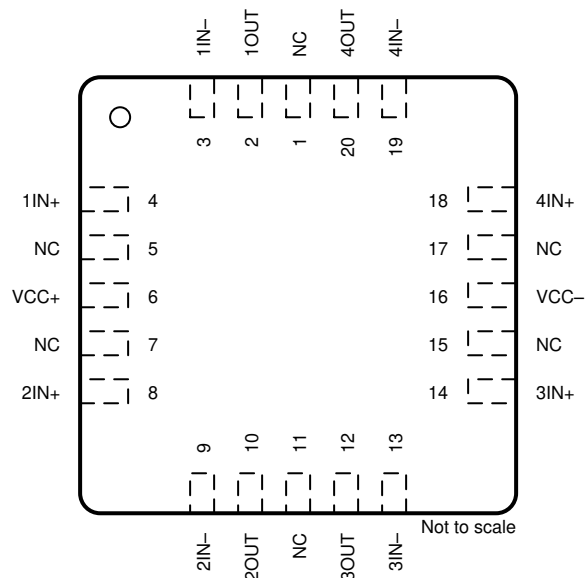 1IN–
1OUT
NC
4OUT
4IN–
3
2
1
20
19
1IN+ 4
18 4IN+
NC 5
17 NC
VCC+ 6
16 VCC–
NC 7
15 NC
2IN+ 8
14 3IN+
9
10
11
12
13
Not to scale
2IN–
2OUT
NC
3OUT
3IN–